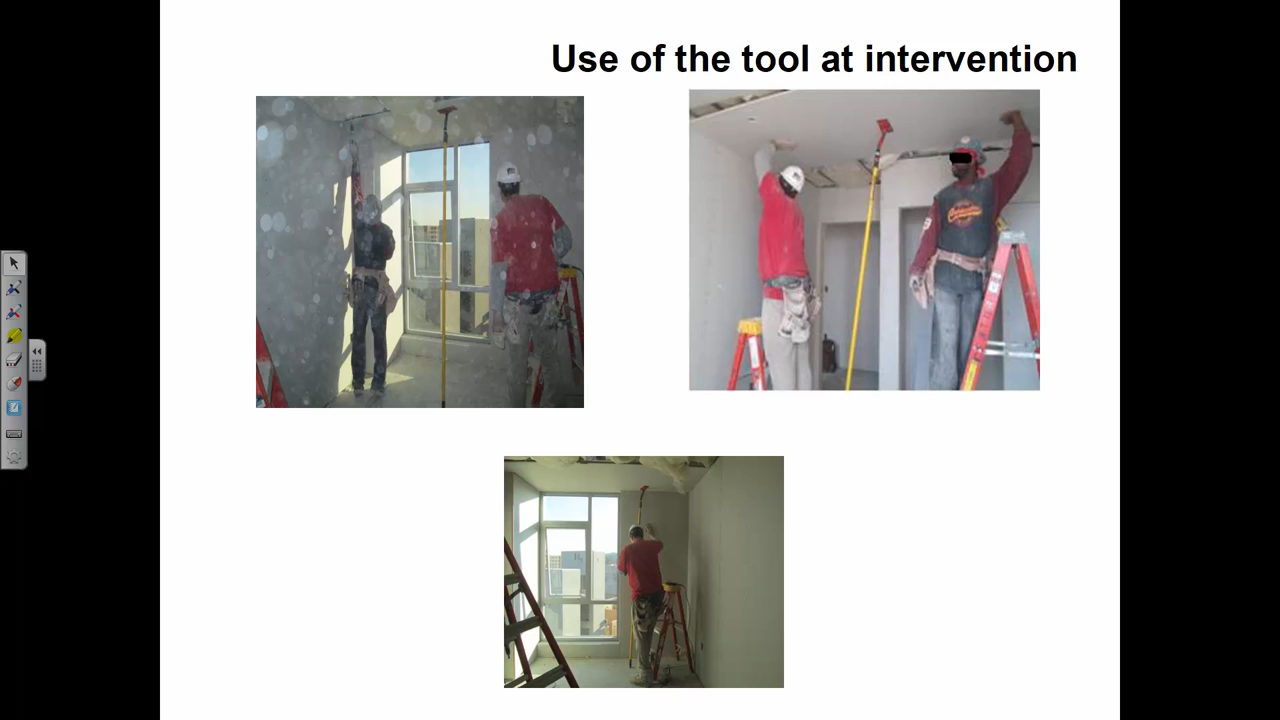 Use of the tool at intervention